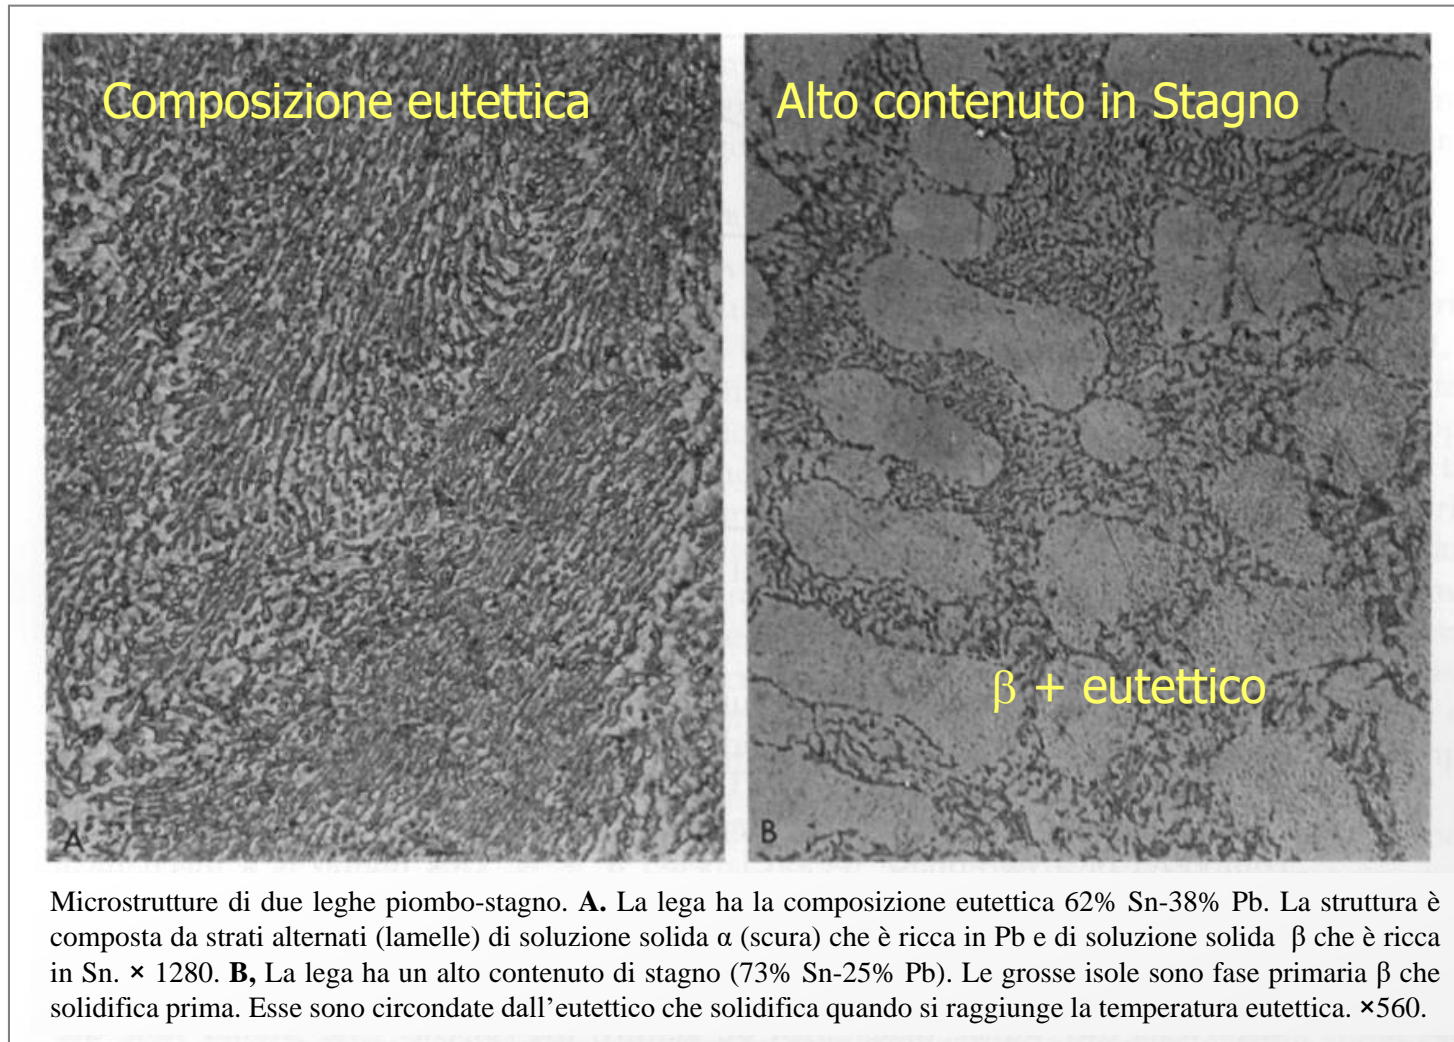 Composizione eutettica
Alto contenuto in Stagno
β + eutettico
A
B
Microstrutture di due leghe piombo-stagno. A. La lega ha la composizione eutettica 62% Sn-38% Pb. La struttura è
composta da strati alternati (lamelle) di soluzione solida α (scura) che è ricca in Pb e di soluzione solida β che è ricca
in Sn. × 1280. B, La lega ha un alto contenuto di stagno (73% Sn-25% Pb). Le grosse isole sono fase primaria β che
solidifica prima. Esse sono circondate dall'eutettico che solidifica quando si raggiunge la temperatura eutettica. ×560.